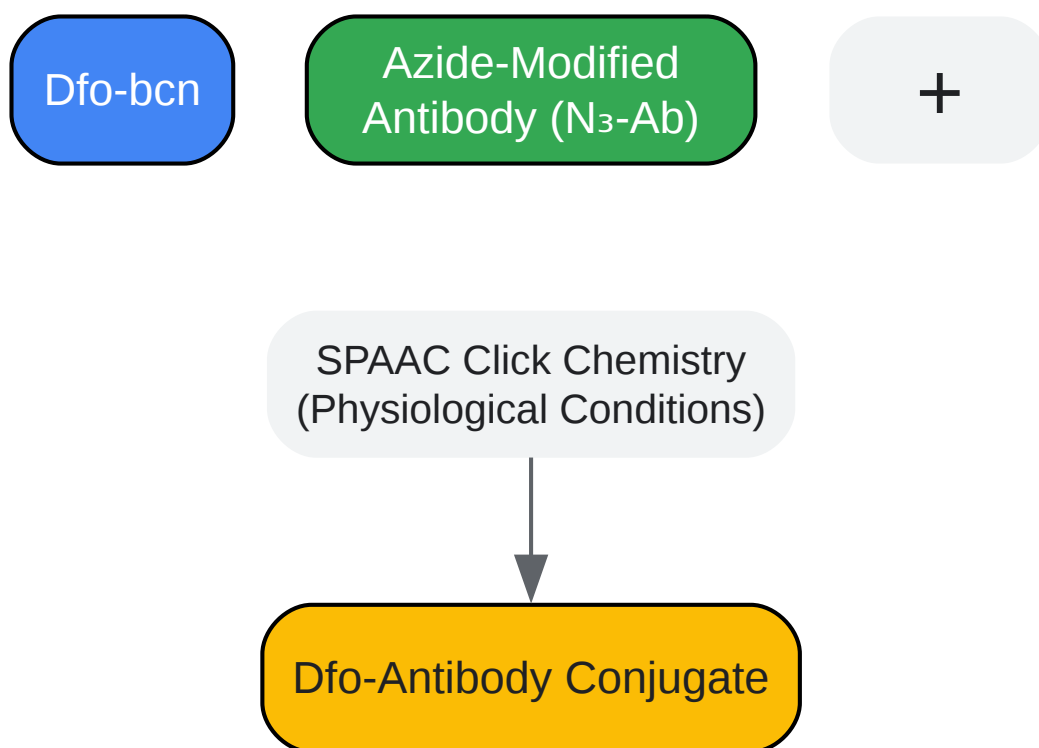 Dfo-bcn
Azide-Modified
Antibody (N₃-Ab)
+
SPAAC Click Chemistry
(Physiological Conditions)
Dfo-Antibody Conjugate